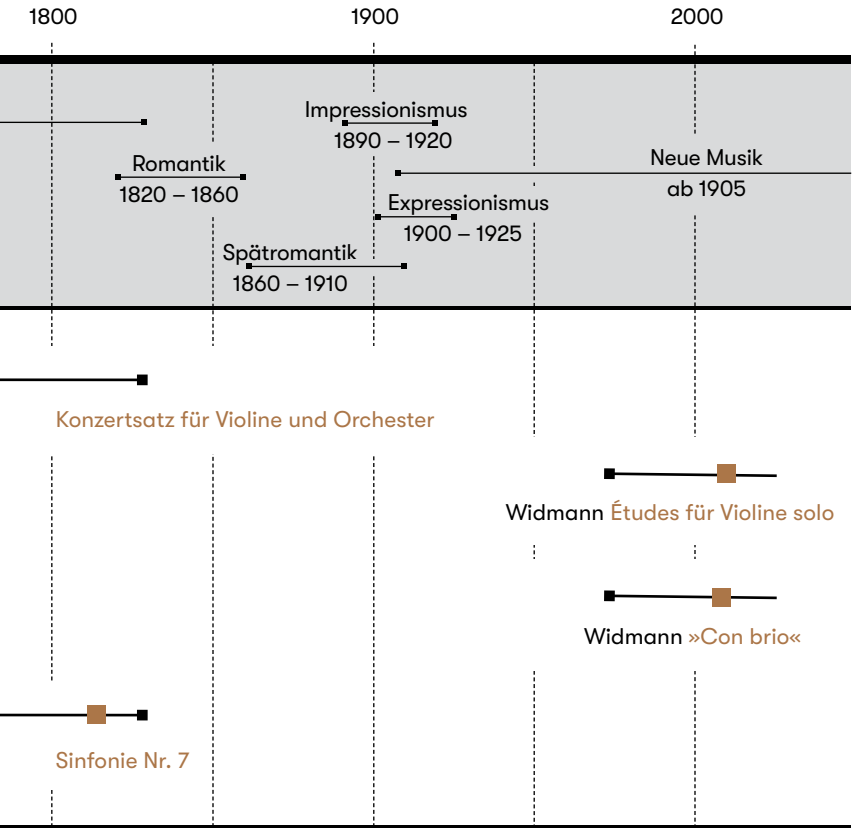 1800 1900 2000
Impressionismus
1890 – 1920
Romantik
1820 – 1860
Neue Musik
ab 1905
Expressionismus
1900 – 1925
Spätromantik
1860 – 1910
Konzertsatz für Violine und Orchester
Widmann Études für Violine solo
Widmann »Con brio«
Sinfonie Nr. 7